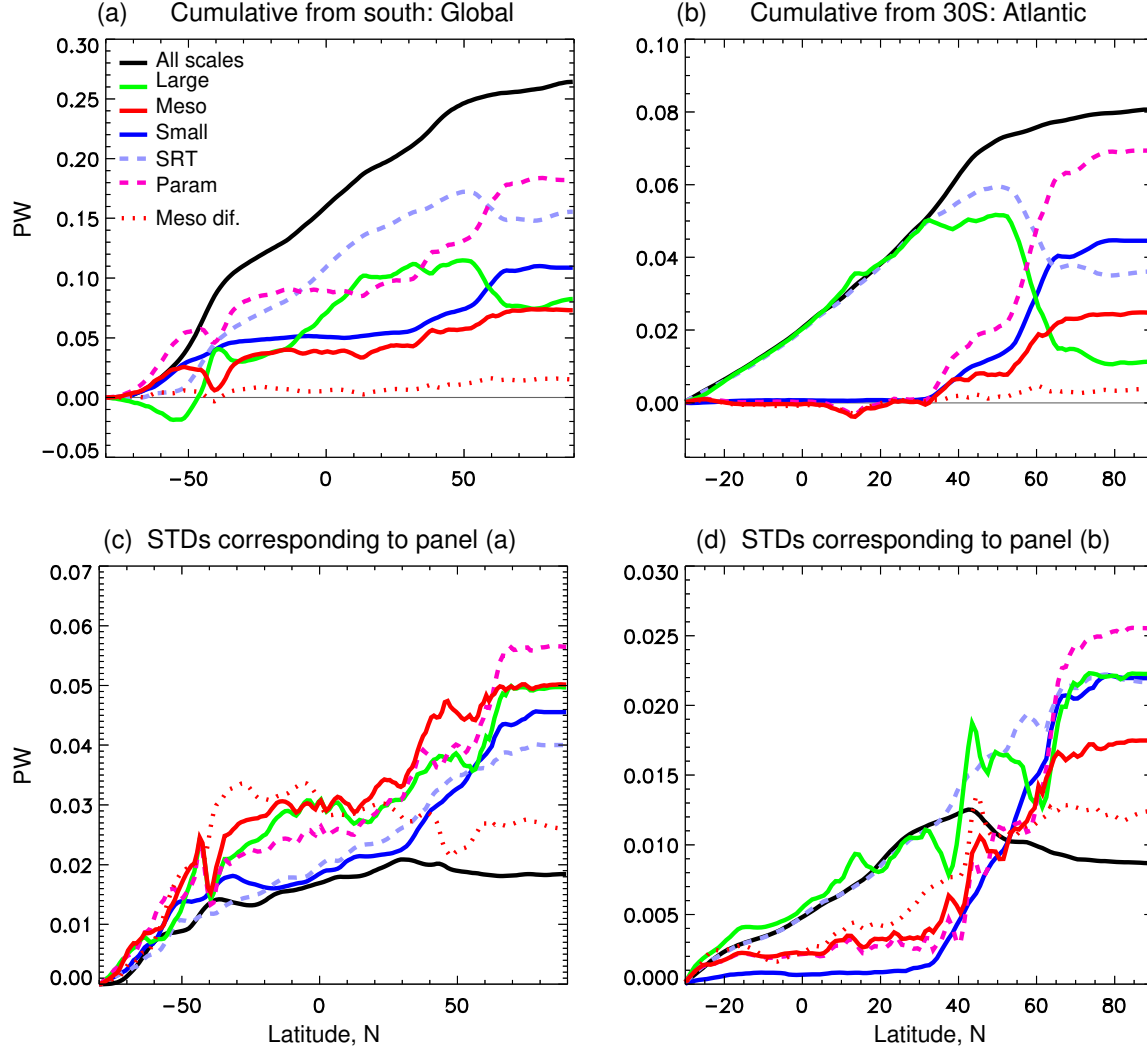 (a) Cumulative from south: Global
0.30
0.25
0.20
0.15
0.10
0.05
0.00
−0.05
PW
All scales
Large
Meso
Small
SRT
Param
Meso dif.
−50 0 50
(b) Cumulative from 30S: Atlantic
0.10
0.08
0.06
0.04
0.02
0.00
−20 0 20 40 60 80
(c) STDs corresponding to panel (a)
0.07
0.06
0.05
0.04
0.03
0.02
0.01
0.00
PW
−50 0 50
Latitude, N
(d) STDs corresponding to panel (b)
0.030
0.025
0.020
0.015
0.010
0.005
0.000
−20 0 20 40 60 80
Latitude, N